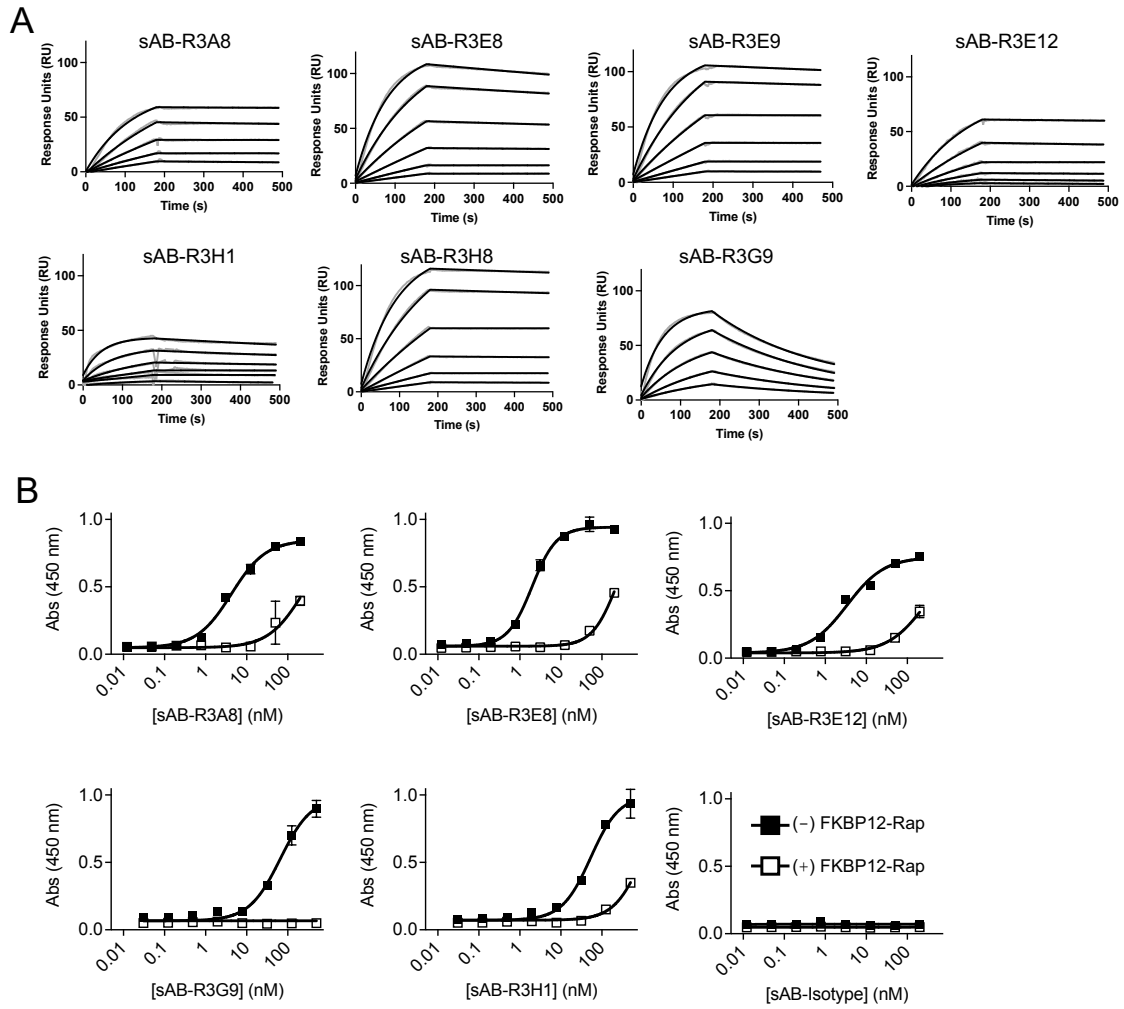 A
sAB-R3A8
sAB-R3E8
sAB-R3E9
sAB-R3E12
Response Units (RU)
100
50
0
0 100 200 300 400 500
Time (s)
Response Units (RU)
100
50
0
0 100 200 300 400 500
Time (s)
Response Units (RU)
100
50
0
0 100 200 300 400 500
Time (s)
Response Units (RU)
100
50
0
0 100 200 300 400 500
Time (s)
sAB-R3H1
sAB-R3H8
sAB-R3G9
Response Units (RU)
100
50
0
0 100 200 300 400 500
Time (s)
Response Units (RU)
100
50
0
0 100 200 300 400 500
Time (s)
Response Units (RU)
100
50
0
0 100 200 300 400 500
Time (s)
B
Abs (450 nm)
1.0
0.5
0.0
0.01 0.1 1 10 100
[sAB-R3A8] (nM)
Abs (450 nm)
1.0
0.5
0.0
0.01 0.1 1 10 100
[sAB-R3E8] (nM)
Abs (450 nm)
1.0
0.5
0.0
0.01 0.1 1 10 100
[sAB-R3E12] (nM)
Abs (450 nm)
1.0
0.5
0.0
0.01 0.1 1 10 100
[sAB-R3G9] (nM)
Abs (450 nm)
1.0
0.5
0.0
0.01 0.1 1 10 100
[sAB-R3H1] (nM)
Abs (450 nm)
1.0
0.5
0.0
(−) FKBP12-Rap
(+) FKBP12-Rap
0.01 0.1 1 10 100
[sAB-Isotype] (nM)